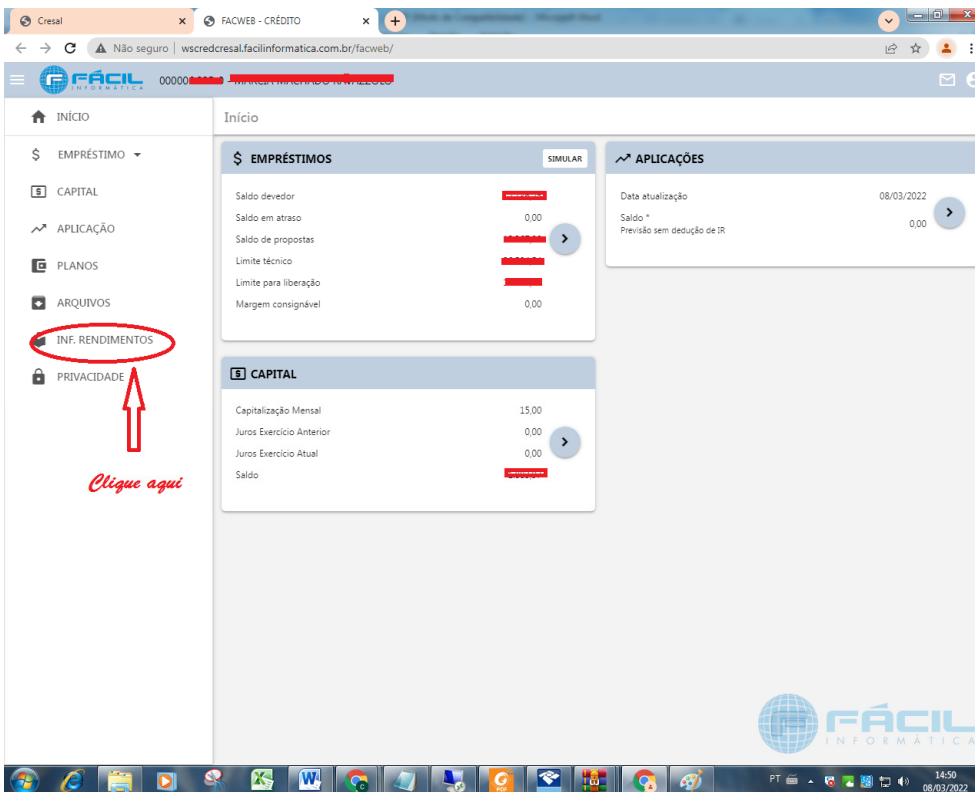 Cresal
FACWEB - CRÉDITO
Não seguro | wscredcresal.facilinformatica.com.br/facweb/
FÁCIL
INFORMÁTICA
INÍCIO
EMPRÉSTIMO
CAPITAL
APLICAÇÃO
PLANOS
ARQUIVOS
INF. RENDIMENTOS
PRIVACIDADE
Clique aqui
Início
$ EMPRÉSTIMOS
SIMULAR
Saldo devedor
Saldo em atraso 0,00
Saldo de propostas
Limite técnico
Limite para liberação
Margem consignável 0,00
APLICAÇÕES
Data atualização 08/03/2022
Saldo * 0,00
Previsão sem dedução de IR
CAPITAL
Capitalização Mensal 15,00
Juros Exercício Anterior 0,00
Juros Exercício Atual 0,00
Saldo
FÁCIL
INFORMÁTICA
PT
14:50
08/03/2022